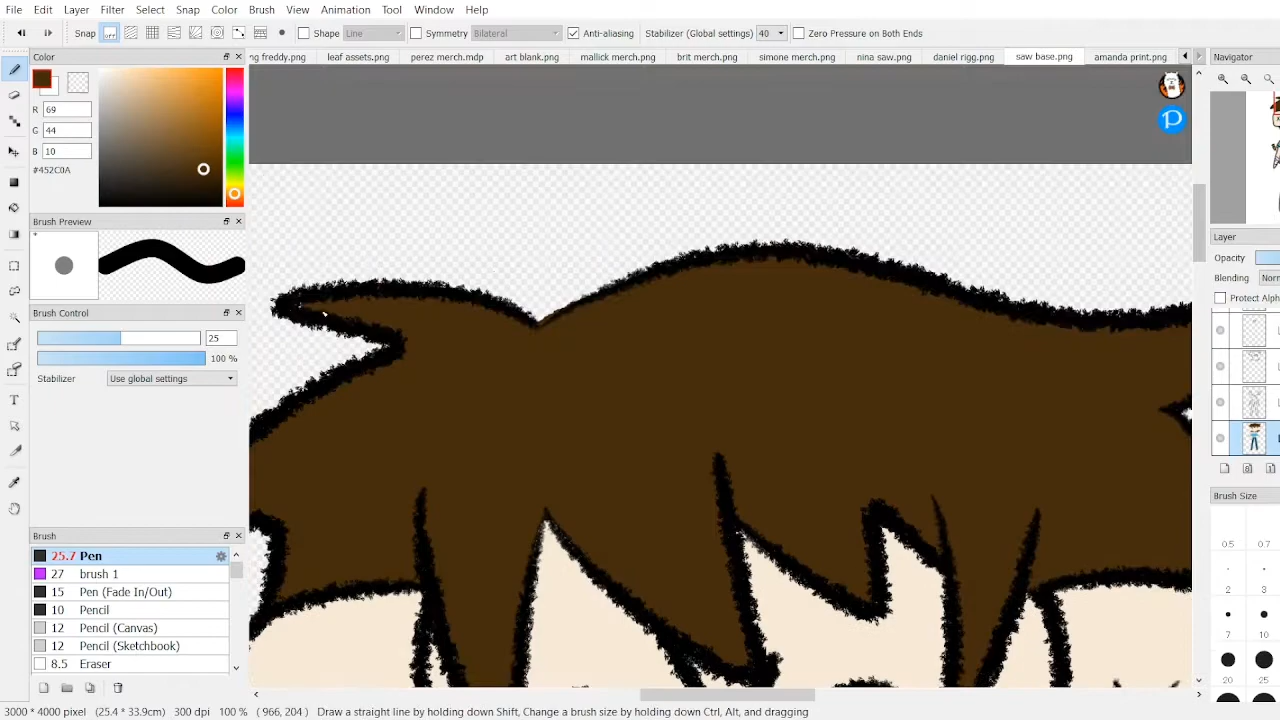 File Edit Layer Filter Select Snap Color Brush View Animation Tool Window Help
Snap OFF Shape Line Symmetry Bilateral Anti-aliasing Stabilizer (Global settings) 40 Zero Pressure on Both Ends
Color
ng freddy.png leaf assets.png perez merch.mdp art blank.png mallick merch.png brit merch.png simone merch.png nina saw.png daniel rigg.png saw base.png amanda print.png
Navigator
R 69
G 44
B 10
#452C0A
Brush Preview
Layer
Opacity
Blending Norr
Protect Alph
Brush Control
25
100 %
Stabilizer Use global settings
Brush
25.7 Pen
27 brush 1
15 Pen (Fade In/Out)
10 Pencil
12 Pencil (Canvas)
12 Pencil (Sketchbook)
8.5 Eraser
Brush Size
0.5 0.7
2 3
7 10
20 25
3000 * 4000 pixel (25.4 * 33.9cm) 300 dpi 100 % ( 966, 204 ) Draw a straight line by holding down Shift, Change a brush size by holding down Ctrl, Alt, and dragging